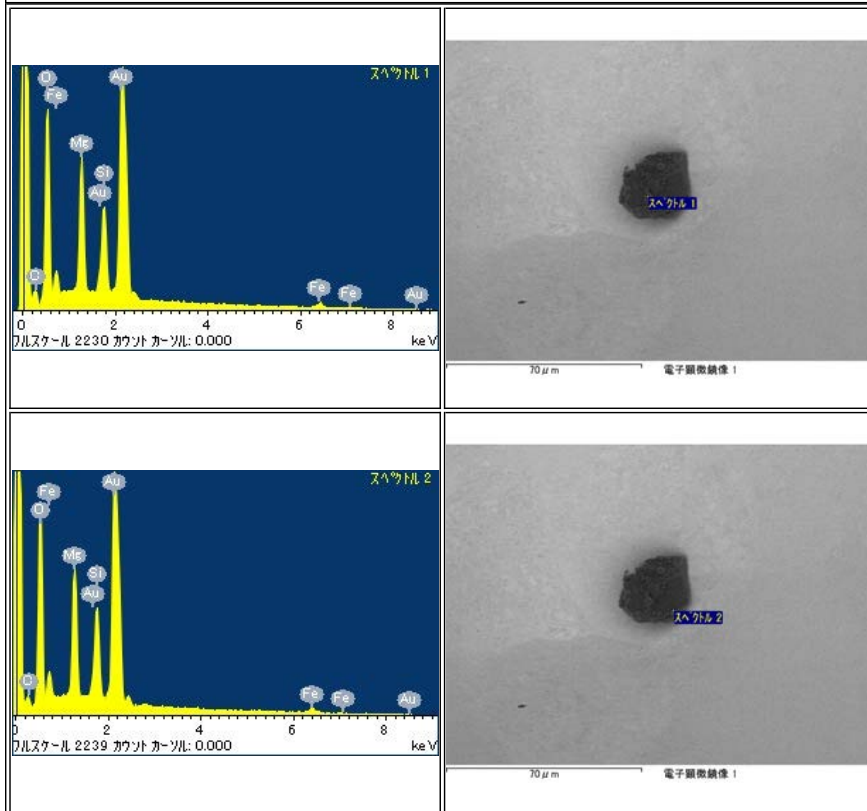 スペクトル 1
O
Fe
Au
Mg
Si
Au
C
Fe
Fe
Au
0 2 4 6 8
フルスケール 2230 カウント カーソル: 0.000 keV
スペクトル 1
70μm 電子顕微鏡像 1
スペクトル 2
Fe
O
Au
Mg
Si
Au
C
Fe
Fe
Au
0 2 4 6 8
フルスケール 2239 カウント カーソル: 0.000 keV
スペクトル 2
70μm 電子顕微鏡像 1